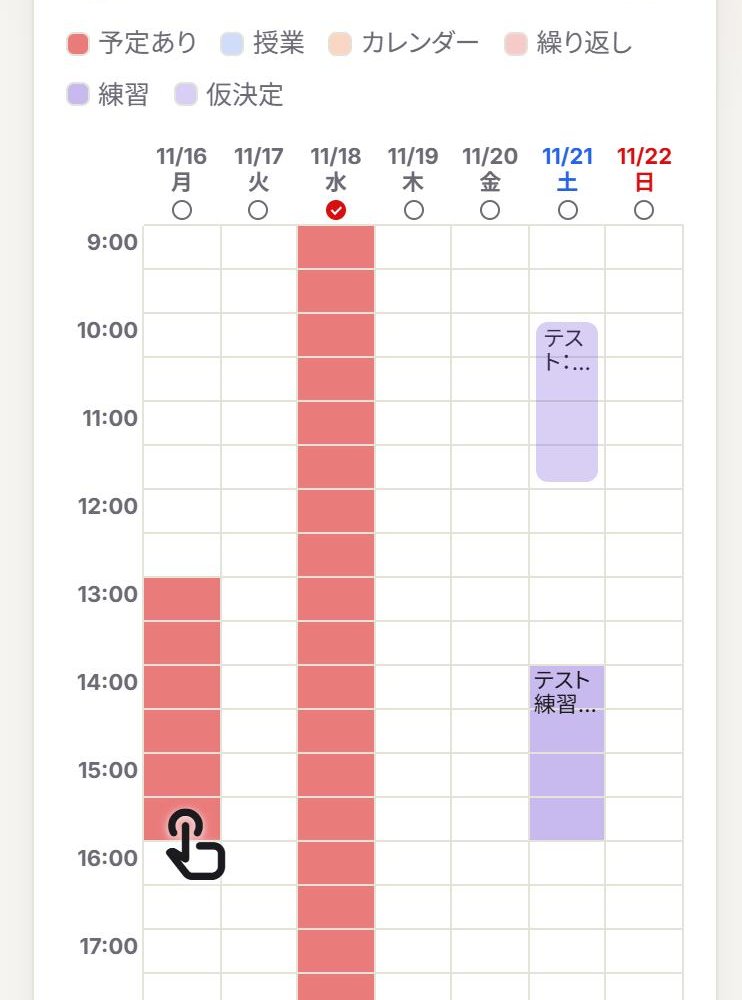 予定あり 授業 カレンダー 繰り返し
練習 仮決定
11/16 11/17 11/18 11/19 11/20 11/21 11/22
月 火 水 木 金 土 日
9:00
10:00
テス
ト:...
11:00
12:00
13:00
14:00
テスト
練習...
15:00
16:00
17:00